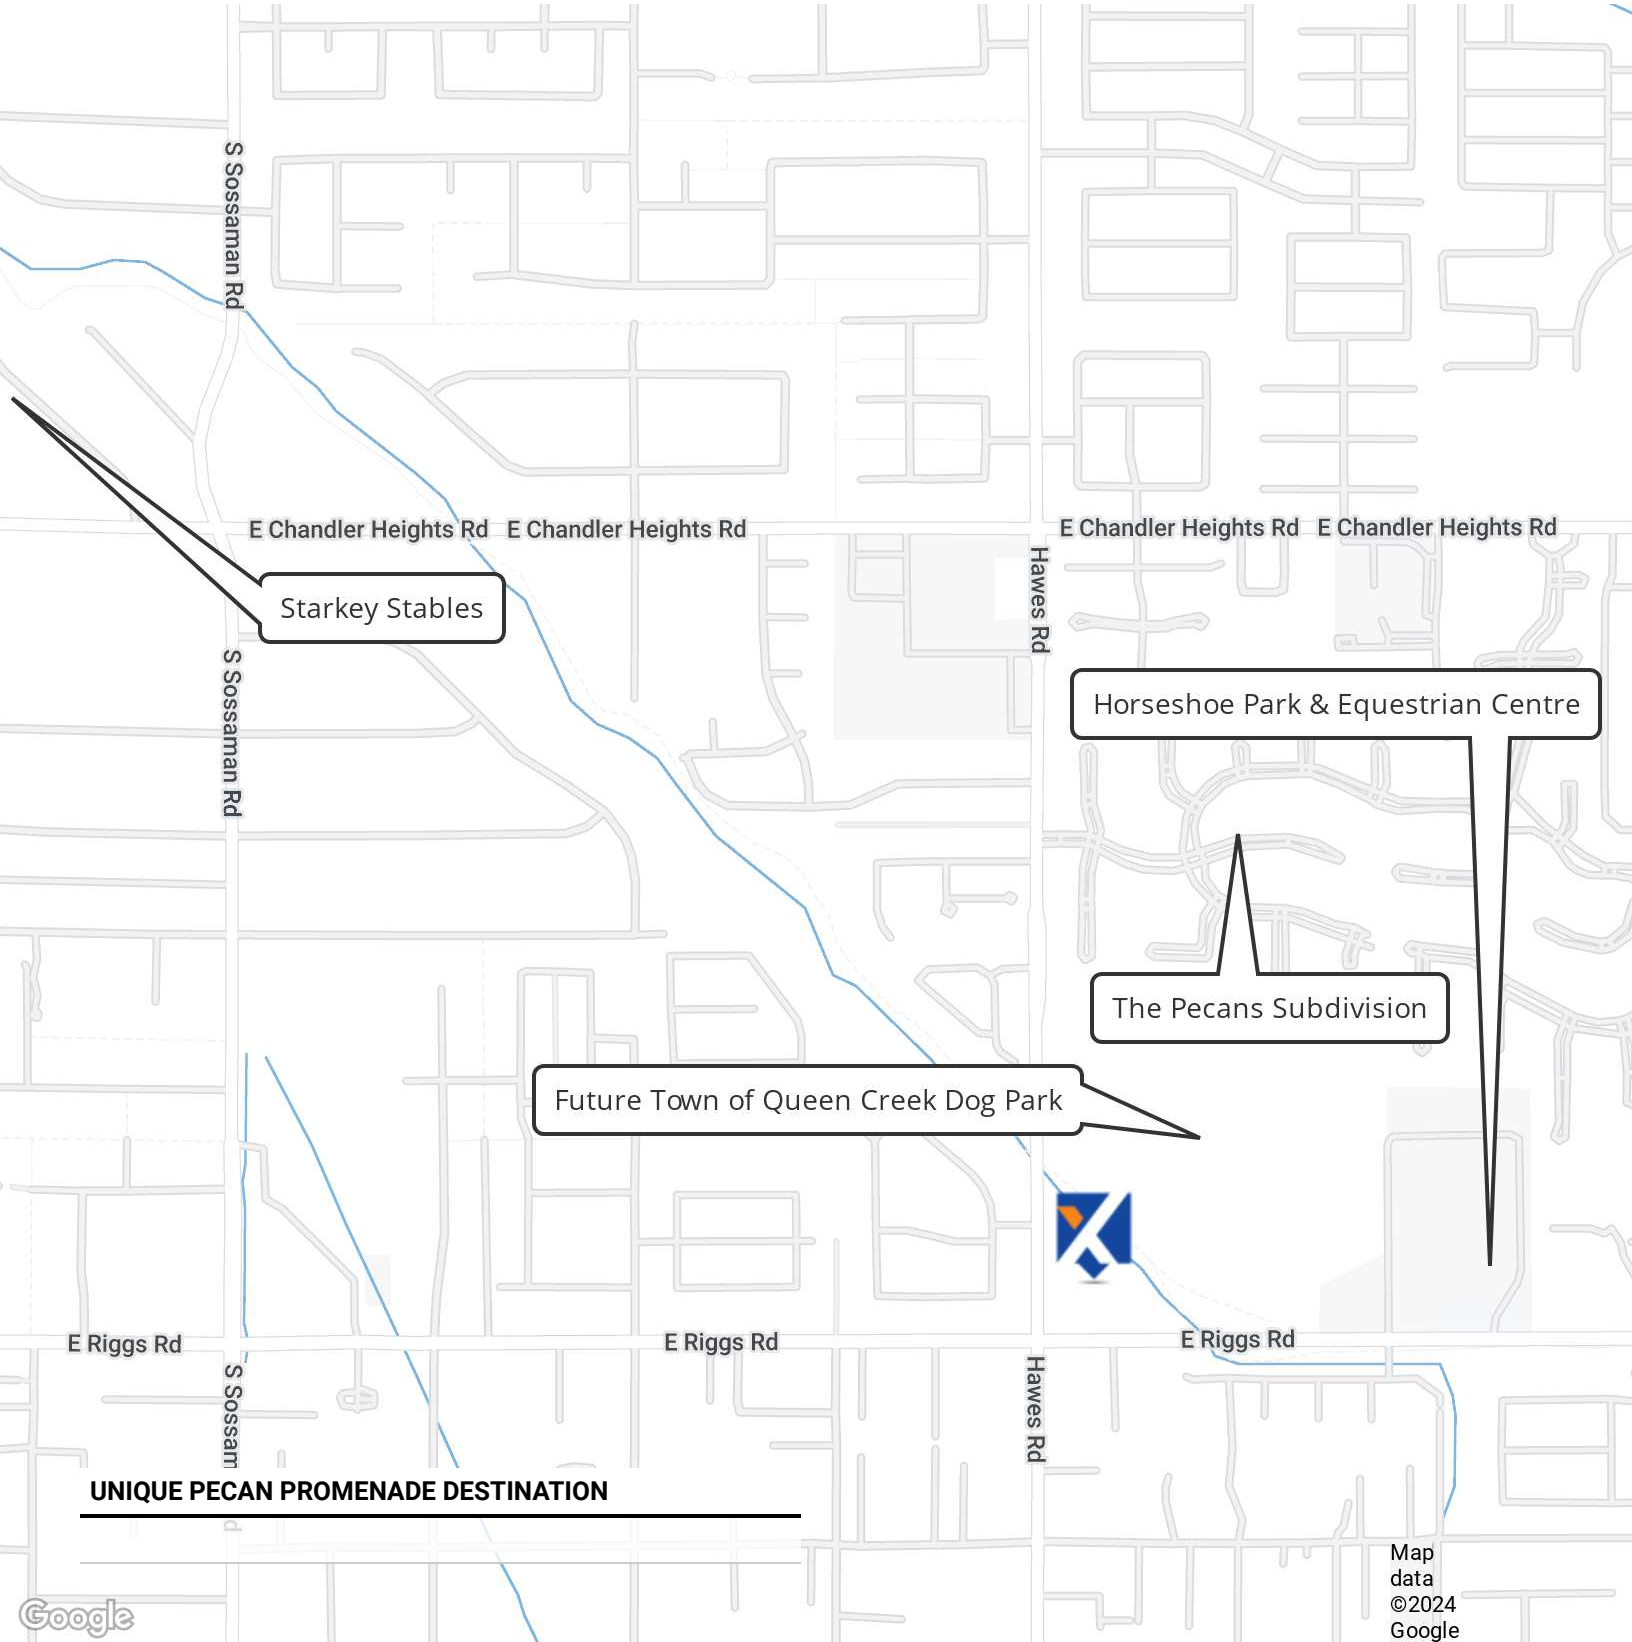 S Sossaman Rd
E Chandler Heights Rd
E Chandler Heights Rd
E Chandler Heights Rd
E Chandler Heights Rd
Hawes Rd
Starkey Stables
S Sossaman Rd
Horseshoe Park & Equestrian Centre
The Pecans Subdivision
Future Town of Queen Creek Dog Park
E Riggs Rd
E Riggs Rd
E Riggs Rd
S Sossam
Hawes Rd
UNIQUE PECAN PROMENADE DESTINATION
Map
data
©2024
Google
Google